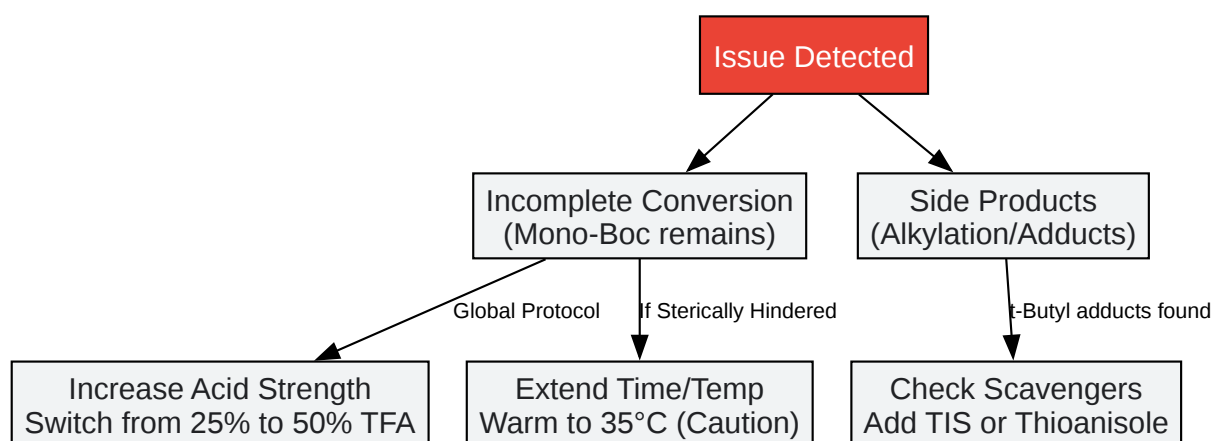 Issue Detected
Incomplete Conversion
(Mono-Boc remains)
Side Products
(Alkylation/Adducts)
Global Protocol
If Sterically Hindered
t-Butyl adducts found
Increase Acid Strength
Switch from 25% to 50% TFA
Extend Time/Temp
Warm to 35°C (Caution)
Check Scavengers
Add TIS or Thioanisole